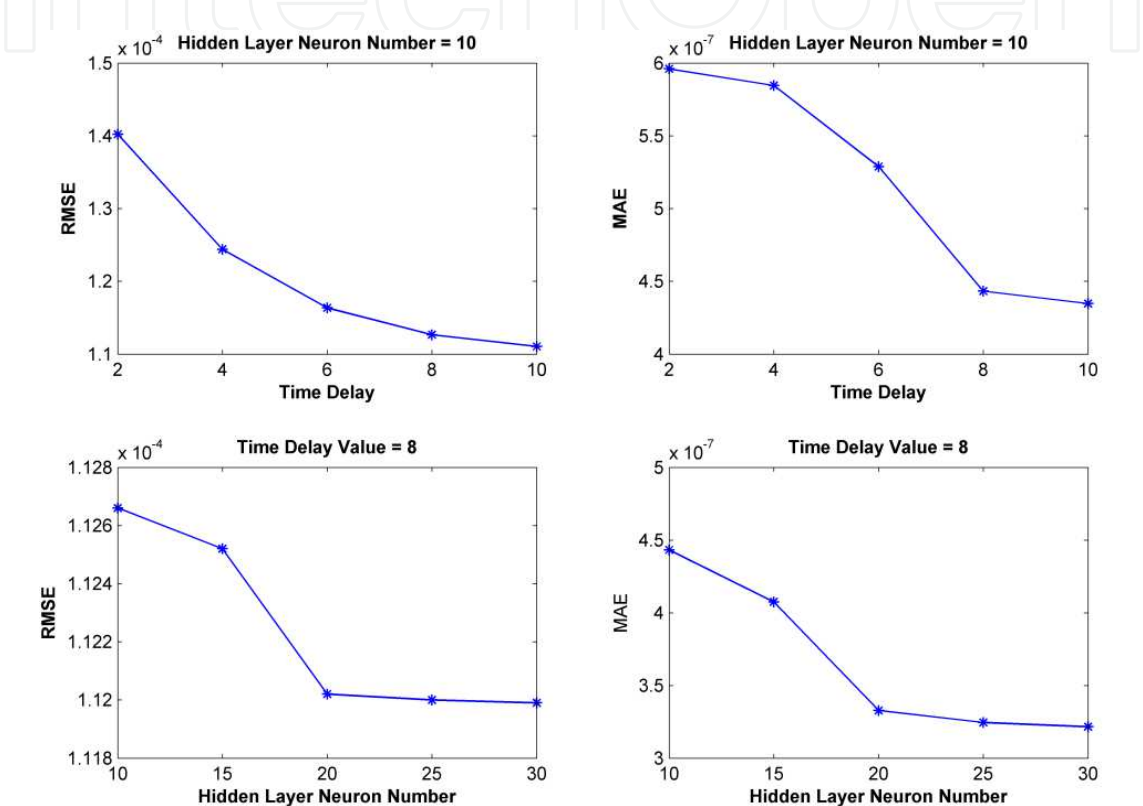 InTechOpen
x 10-4
Hidden Layer Neuron Number = 10
1.5
1.4
1.3
1.2
1.1
RMSE
2 4 6 8 10
Time Delay
x 10-7
Hidden Layer Neuron Number = 10
6
5.5
5
4.5
4
MAE
2 4 6 8 10
Time Delay
x 10-4
Time Delay Value = 8
1.128
1.126
1.124
1.122
1.12
1.118
RMSE
10 15 20 25 30
Hidden Layer Neuron Number
x 10-7
Time Delay Value = 8
5
4.5
4
3.5
3
MAE
10 15 20 25 30
Hidden Layer Neuron Number